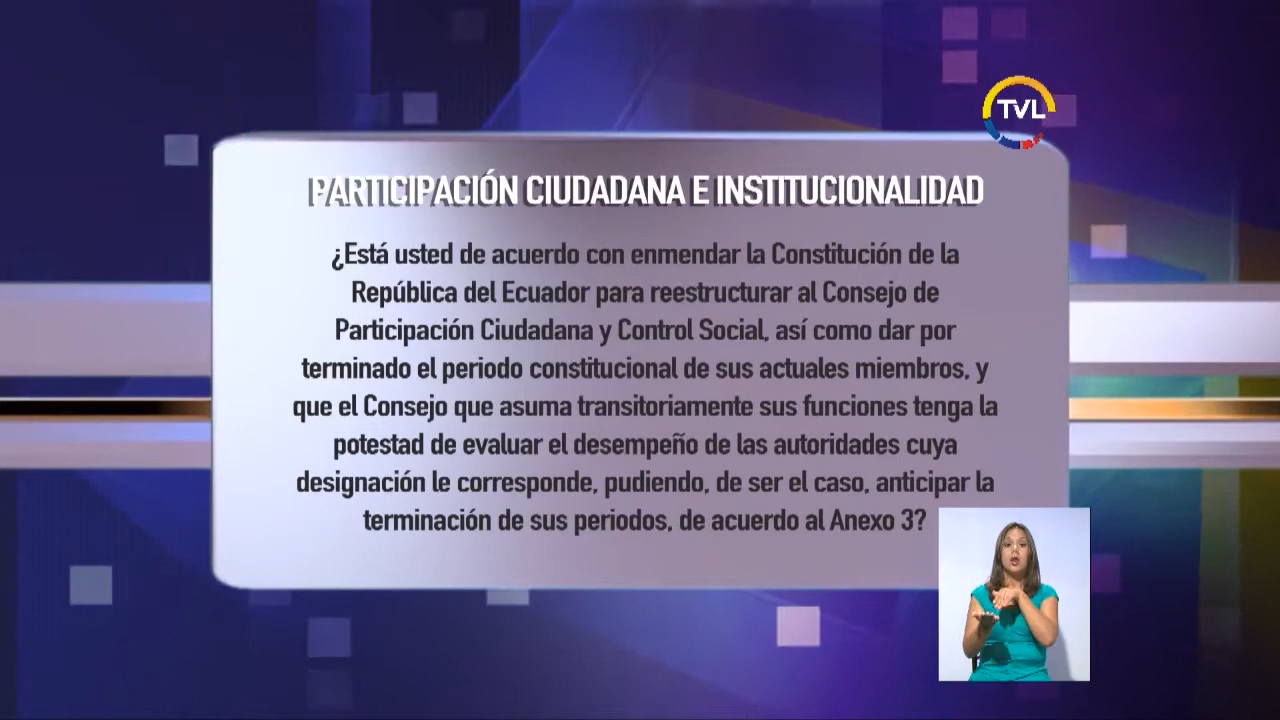 TVL
PARTICIPACIÓN CIUDADANA E INSTITUCIONALIDAD
¿Está usted de acuerdo con enmendar la Constitución de la
República del Ecuador para reestructurar al Consejo de
Participación Ciudadana y Control Social, así como dar por
terminado el periodo constitucional de sus actuales miembros, y
que el Consejo que asuma transitoriamente sus funciones tenga la
potestad de evaluar el desempeño de las autoridades cuya
designación le corresponde, pudiendo, de ser el caso, anticipar la
terminación de sus periodos, de acuerdo al Anexo 3?